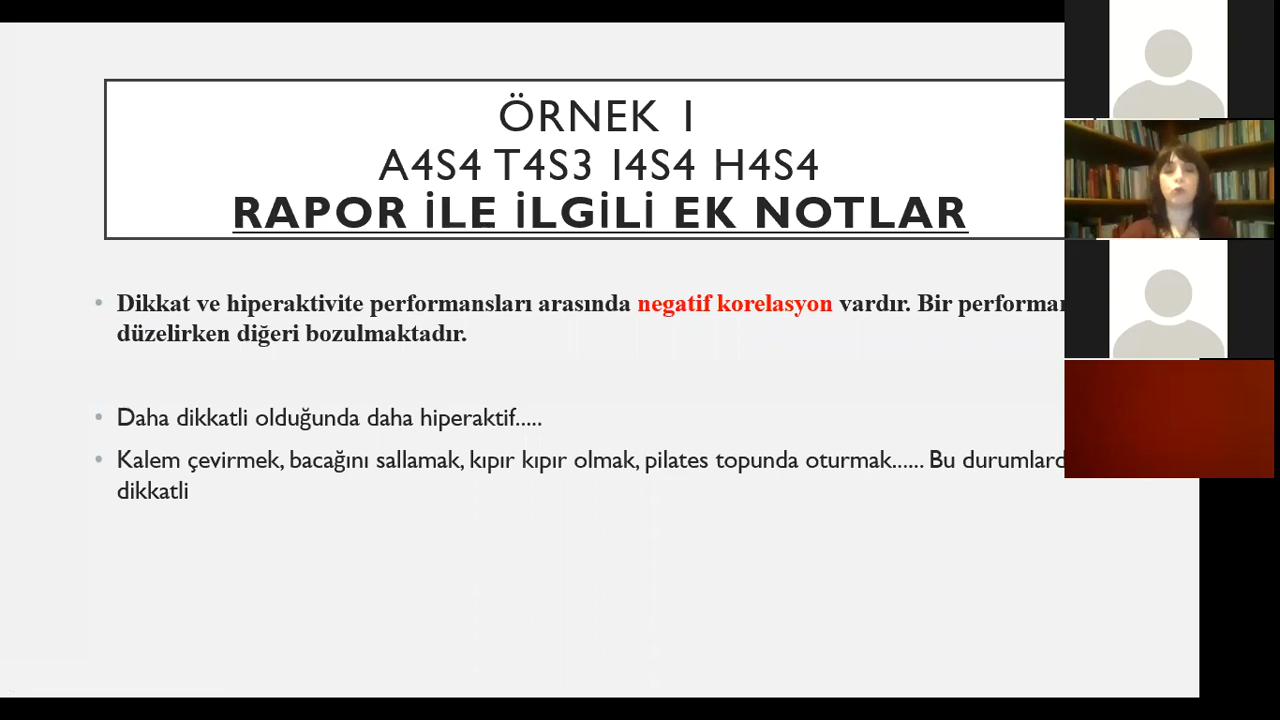 ÖRNEK 1
A4S4 T4S3 I4S4 H4S4
RAPOR İLE İLGİLİ EK NOTLAR
• Dikkat ve hiperaktivite performansları arasında negatif korelasyon vardır. Bir
düzelirken diğeri bozulmaktadır.
• Daha dikkatli olduğunda daha hiperaktif.....
• Kalem çevirmek, bacağını sallamak, kıpır kıpır olmak, pilates topunda oturmak...... Bu
dikkatli